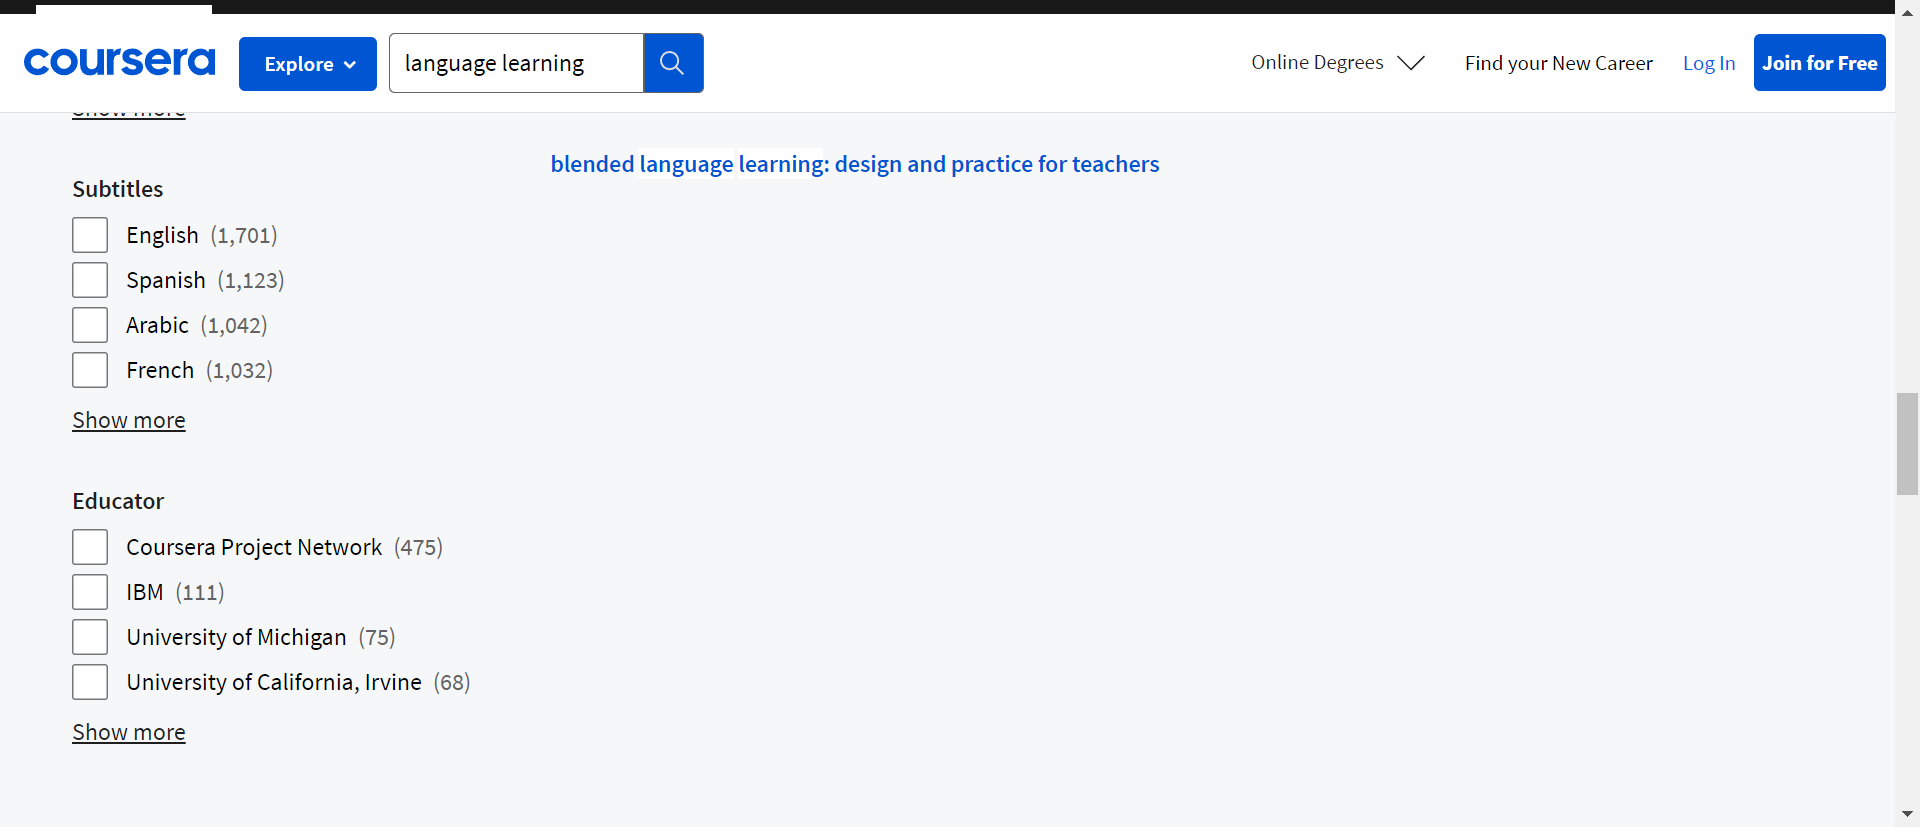 coursera
Explore
language learning
Online Degrees
Find your New Career
Log In
Join for Free
Show more
blended language learning: design and practice for teachers
Subtitles
English (1,701)
Spanish (1,123)
Arabic (1,042)
French (1,032)
Show more
Educator
Coursera Project Network (475)
IBM (111)
University of Michigan (75)
University of California, Irvine (68)
Show more